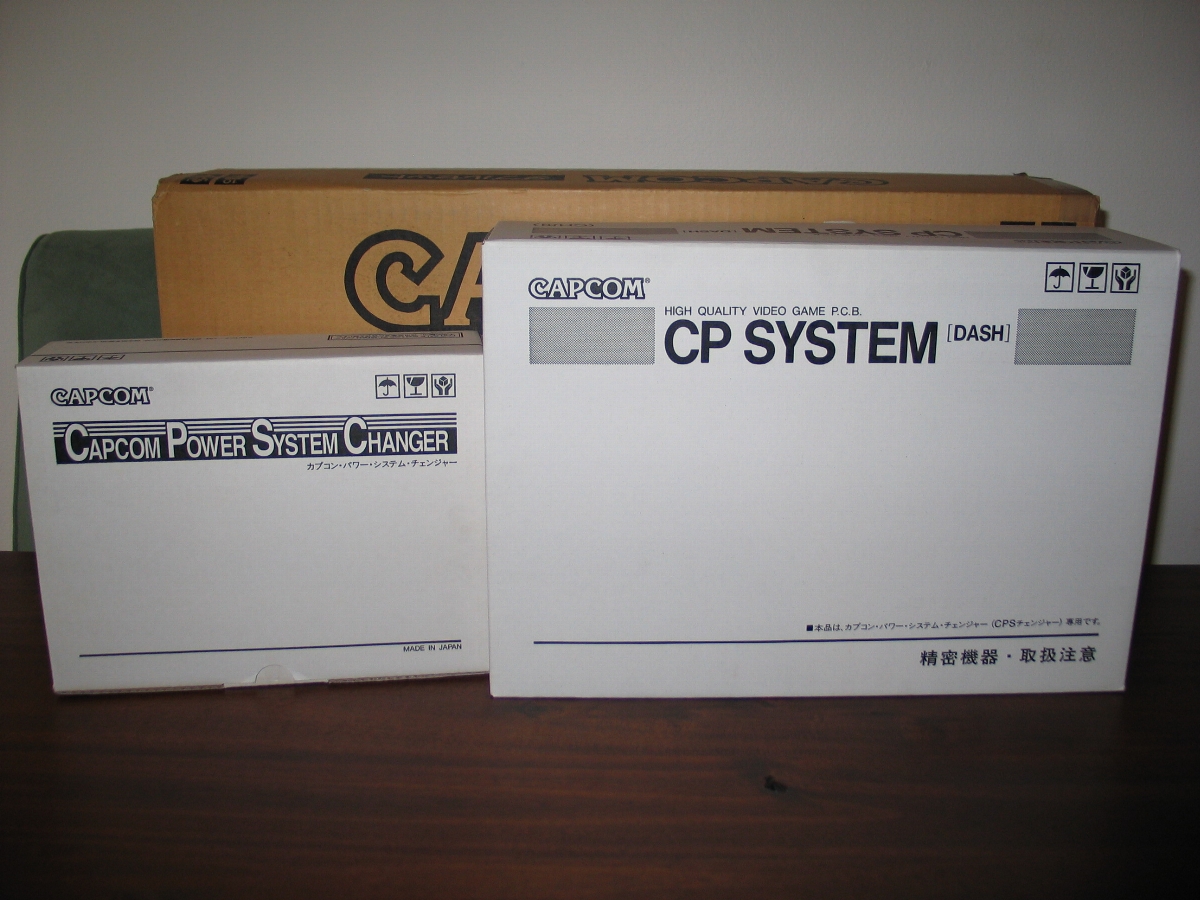 CA
CAPCOM®
CAPCOM POWER SYSTEM CHANGER
カプコン・パワー・システム・チェンジャー
MADE IN JAPAN
CP SYSTEM
CAPCOM®
HIGH QUALITY VIDEO GAME P.C.B.
CP SYSTEM [DASH]
■本品は、カプコン・パワー・システム・チェンジャー(CPSチェンジャー)専用です。
精密機器・取扱注意